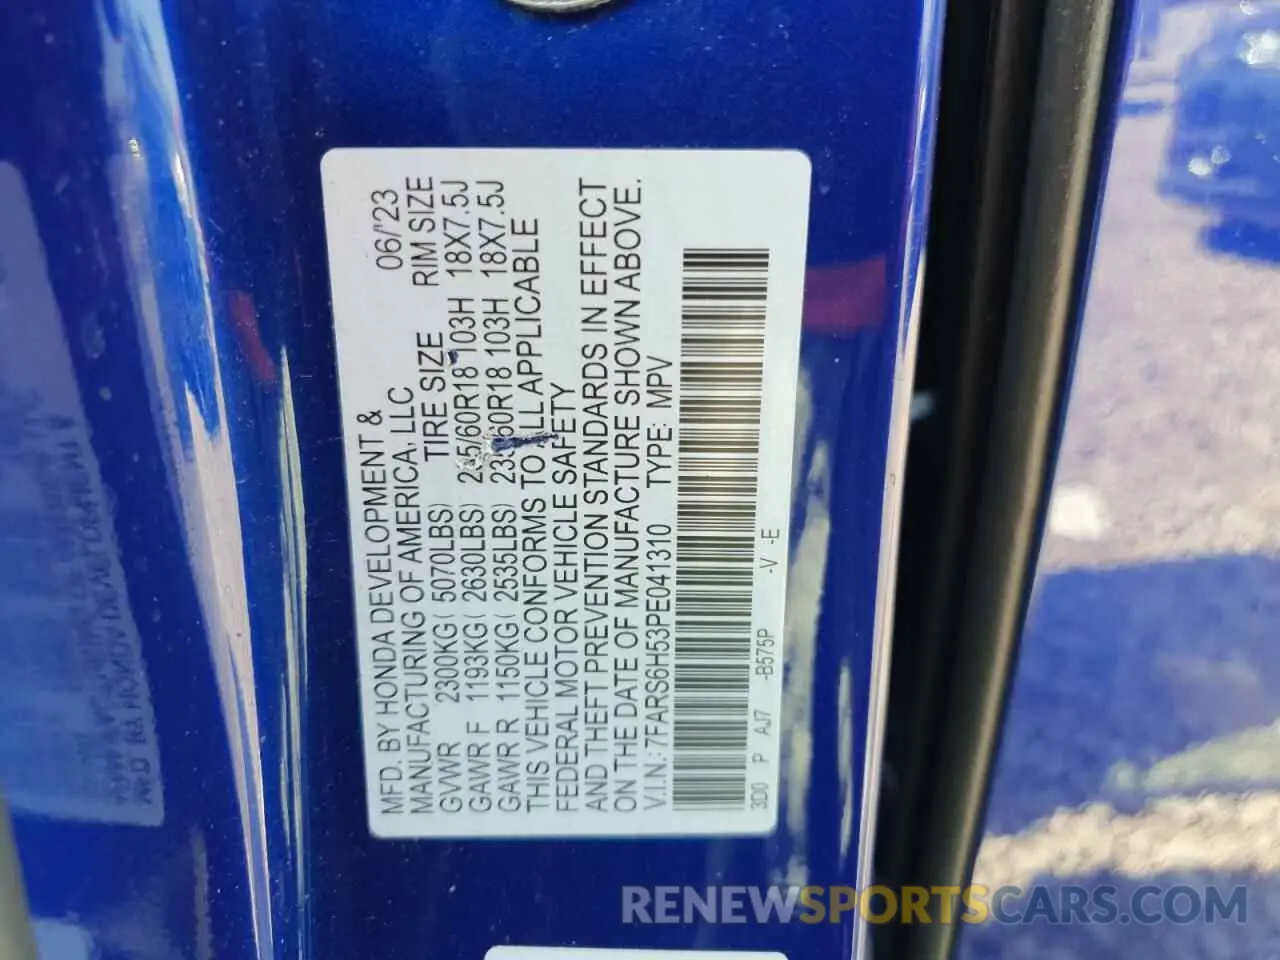 MFD. BY HONDA DEVELOPMENT & 06/'23
MANUFACTURING OF AMERICA, LLC TIRE SIZE RIM SIZE
GVWR 2300KG( 5070LBS)
GAWR F 1193KG( 2630LBS) 235/60R18 103H 18X7.5J
GAWR R 1150KG( 2535LBS) 235/60R18 103H 18X7.5J
THIS VEHICLE CONFORMS TO ALL APPLICABLE
FEDERAL MOTOR VEHICLE SAFETY
AND THEFT PREVENTION STANDARDS IN EFFECT
ON THE DATE OF MANUFACTURE SHOWN ABOVE.
V.I.N.: 7FARS6H53PE041310 TYPE: MPV
3D0 P AJ7 -B575P -V -E
RENEWSPORTSCARS.COM